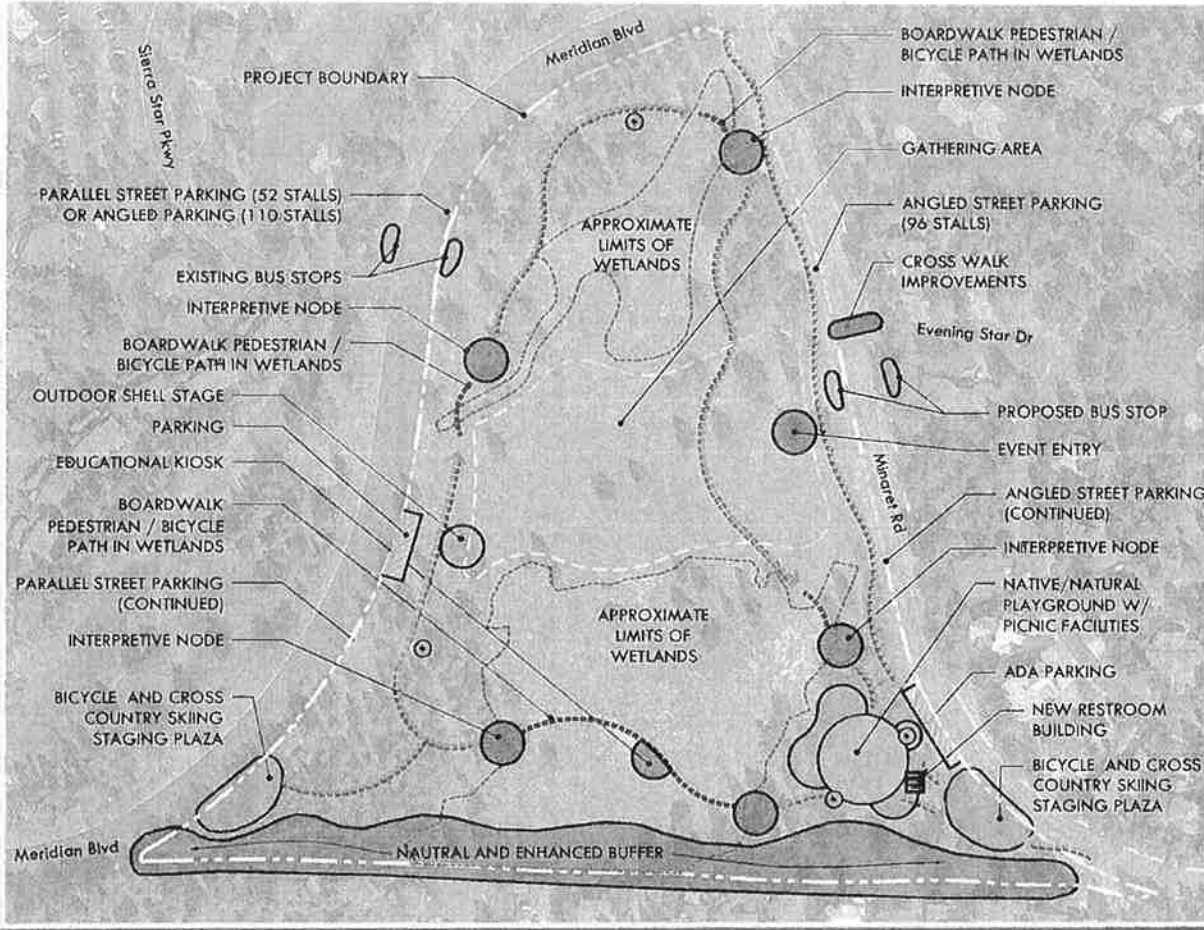 Sierra Star Pkwy
Meridian Blvd
PROJECT BOUNDARY
PARALLEL STREET PARKING (52 STALLS)
OR ANGLED PARKING (110 STALLS)
EXISTING BUS STOPS
INTERPRETIVE NODE
BOARDWALK PEDESTRIAN /
BICYCLE PATH IN WETLANDS
OUTDOOR SHELL STAGE
PARKING
EDUCATIONAL KIOSK
BOARDWALK
PEDESTRIAN / BICYCLE
PATH IN WETLANDS
PARALLEL STREET PARKING
(CONTINUED)
INTERPRETIVE NODE
BICYCLE AND CROSS
COUNTRY SKIING
STAGING PLAZA
Meridian Blvd
APPROXIMATE
LIMITS OF
WETLANDS
APPROXIMATE
LIMITS OF
WETLANDS
NAUTRAL AND ENHANCED BUFFER
BOARDWALK PEDESTRIAN /
BICYCLE PATH IN WETLANDS
INTERPRETIVE NODE
GATHERING AREA
ANGLED STREET PARKING
(96 STALLS)
CROSS WALK
IMPROVEMENTS
Evening Star Dr
PROPOSED BUS STOP
EVENT ENTRY
Minaret Rd
ANGLED STREET PARKING
(CONTINUED)
INTERPRETIVE NODE
NATIVE/NATURAL
PLAYGROUND W/
PICNIC FACILITIES
ADA PARKING
NEW RESTROOM
BUILDING
BICYCLE AND CROSS
COUNTRY SKIING
STAGING PLAZA